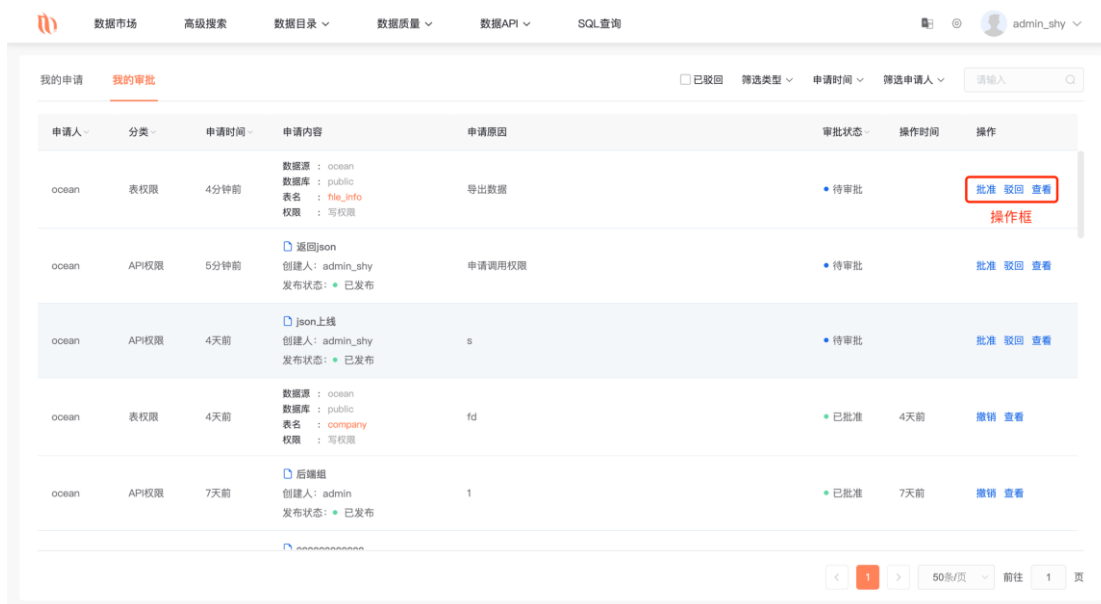 数据市场 高级搜索 数据目录 数据质量 数据API SQL查询 admin_shy
我的申请 我的审批 已驳回 筛选类型 申请时间 筛选申请人 请输入
申请人 分类 申请时间 申请内容 申请原因 审批状态 操作时间 操作
数据源 : ocean
数据库 : public
ocean 表权限 4分钟前 导出数据 待审批 批准 驳回 查看
表名 : file_info
权限 : 写权限
操作框
返回json
ocean API权限 5分钟前 创建人: admin_shy 申请调用权限 待审批 批准 驳回 查看
发布状态: 已发布
json上线
ocean API权限 4天前 创建人: admin_shy s 待审批 批准 驳回 查看
发布状态: 已发布
数据源 : ocean
数据库 : public
ocean 表权限 4天前 fd 已批准 4天前 撤销 查看
表名 : company
权限 : 写权限
后端组
ocean API权限 7天前 创建人: admin 1 已批准 7天前 撤销 查看
发布状态: 已发布
1 50条/页 前往 1 页